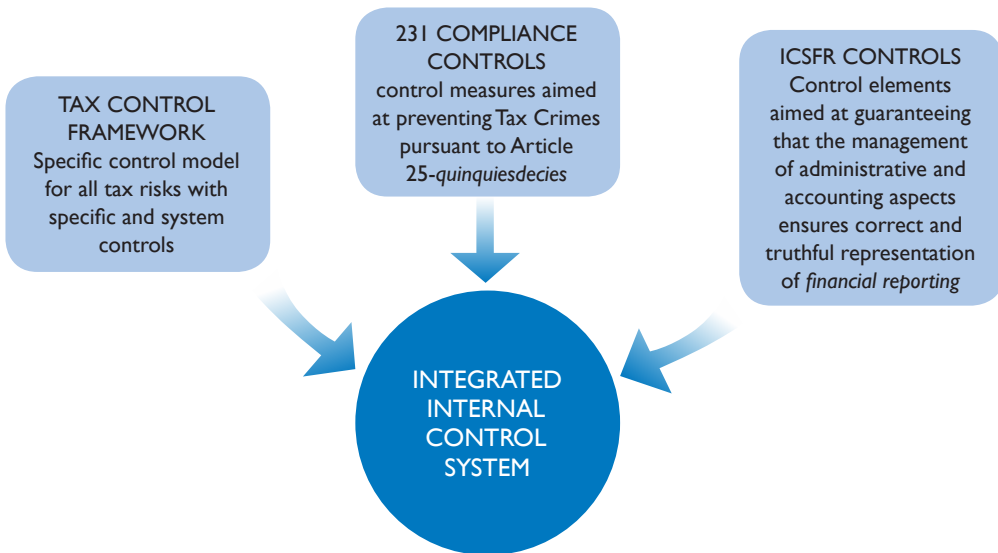 TAX CONTROL
FRAMEWORK
Specific control model
for all tax risks with
specific and system
controls
231 COMPLIANCE
CONTROLS
control measures aimed
at preventing Tax Crimes
pursuant to Article
25-quinquiesdecies
ICSFR CONTROLS
Control elements
aimed at guaranteeing
that the management
of administrative and
accounting aspects
ensures correct and
truthful representation
of financial reporting
INTEGRATED
INTERNAL
CONTROL
SYSTEM